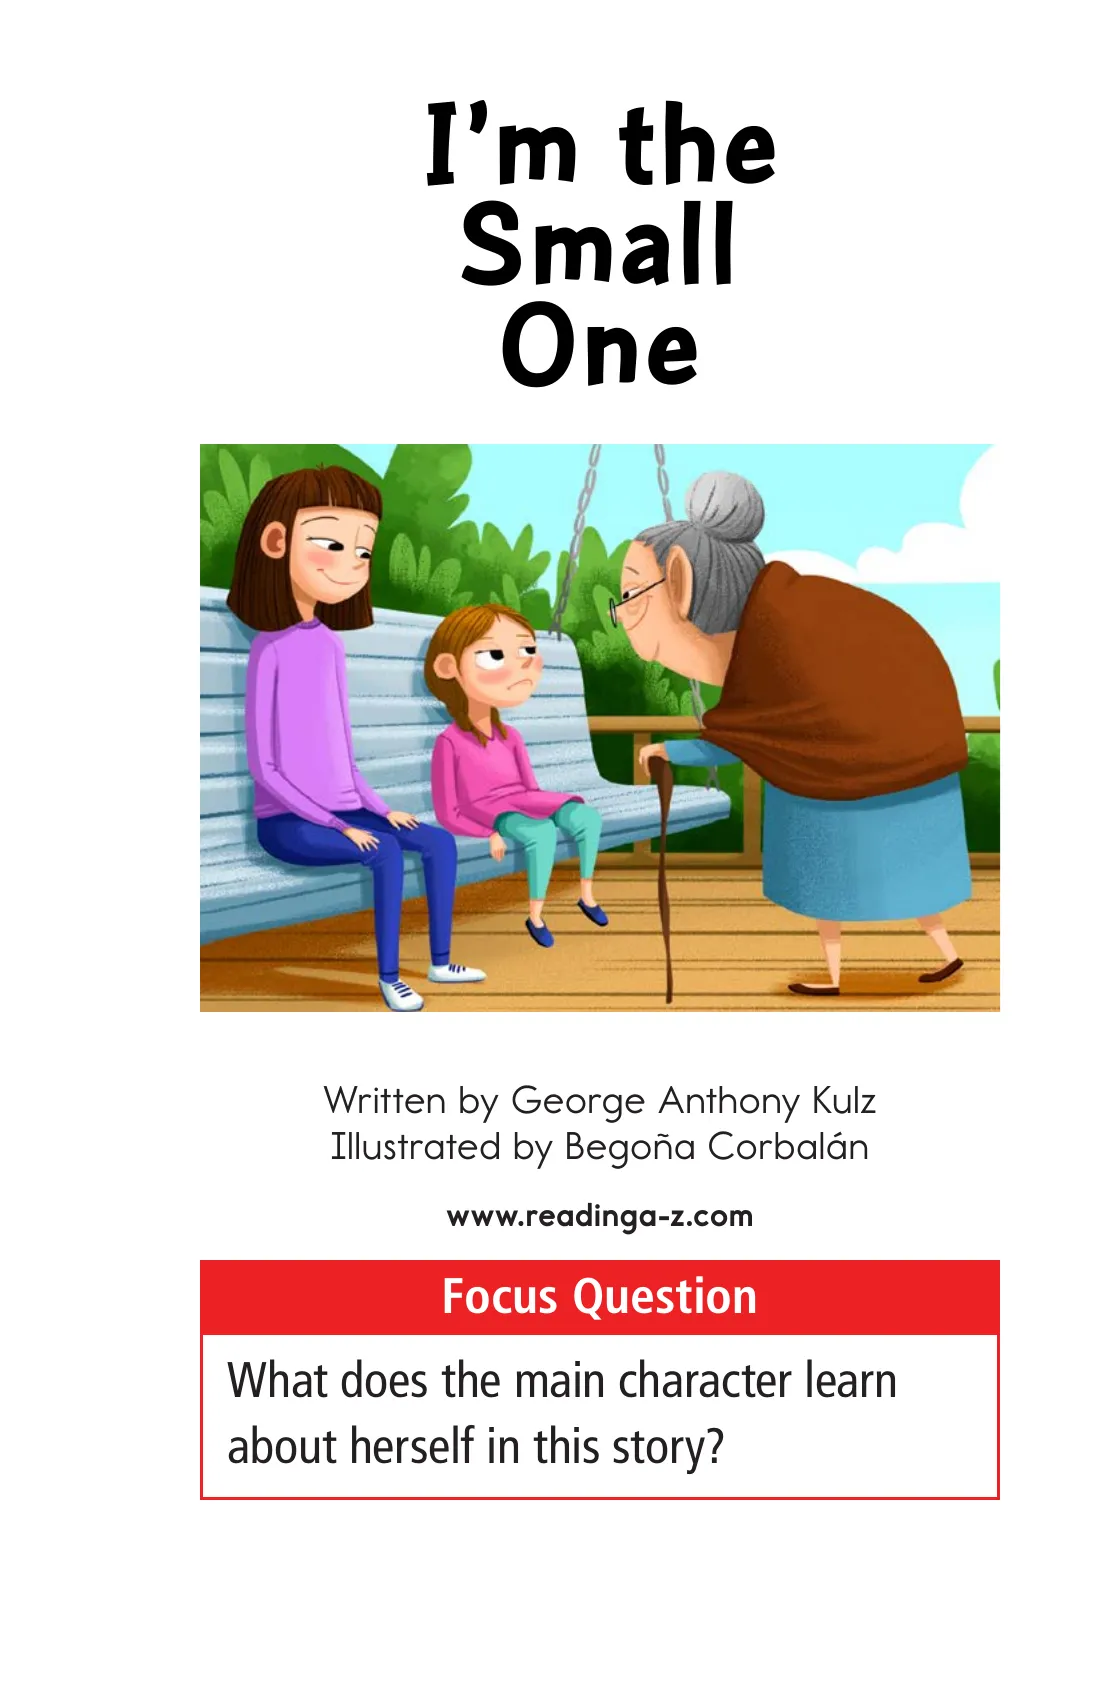 I'm the
Small
One
Written by George Anthony Kulz
Illustrated by Begoña Corbalán
www.readinga-z.com
Focus Question
What does the main character learn
about herself in this story?